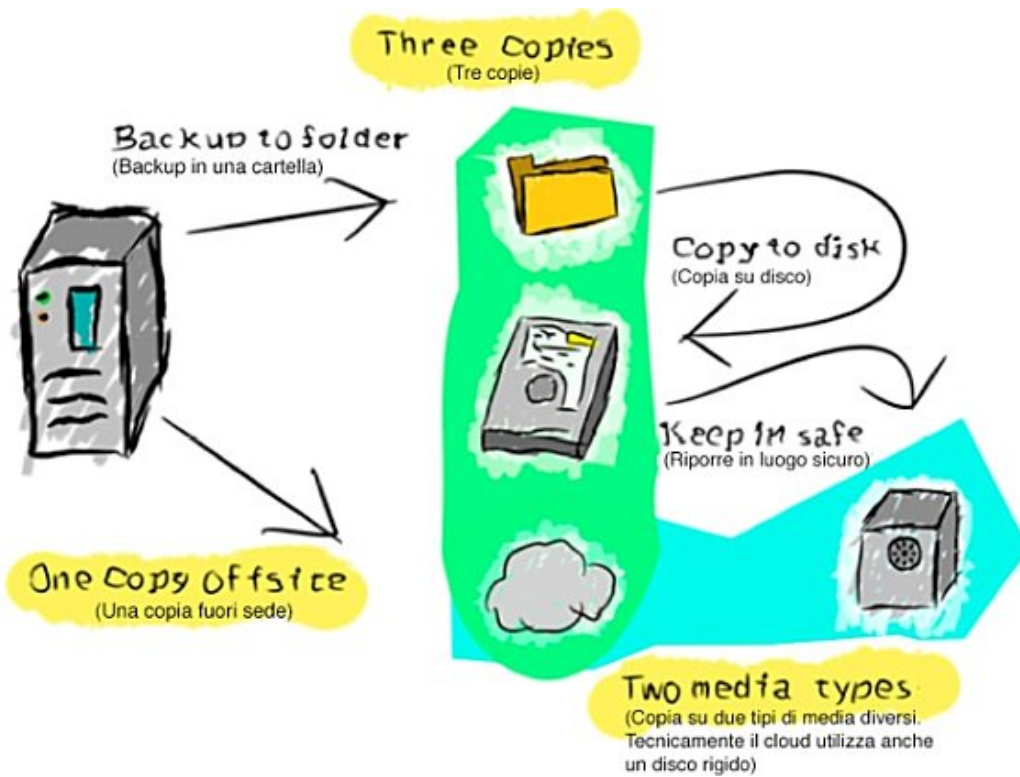 Three Copies
(Tre copie)
Backup to folder
(Backup in una cartella)
Copy to disk
(Copia su disco)
Keep in safe
(Riporre in luogo sicuro)
One Copy offsite
(Una copia fuori sede)
Two media types
(Copia su due tipi di media diversi.
Tecnicamente il cloud utilizza anche
un disco rigido)